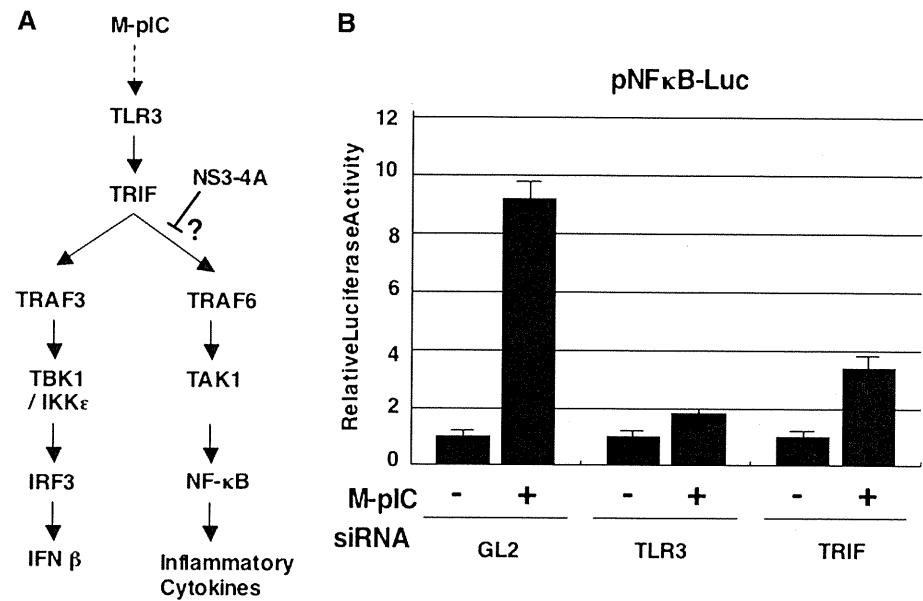 A
M-pIC
TLR3
TRIF
NS3-4A
?
TRAF3
TRAF6
TBK1
/ IKKε
TAK1
IRF3
NF-κB
IFN β
Inflammatory
Cytokines
B
pNFκB-Luc
RelativeLuciferaseActivity
12
10
8
6
4
2
0
M-pIC - + - + - +
siRNA GL2 TLR3 TRIF